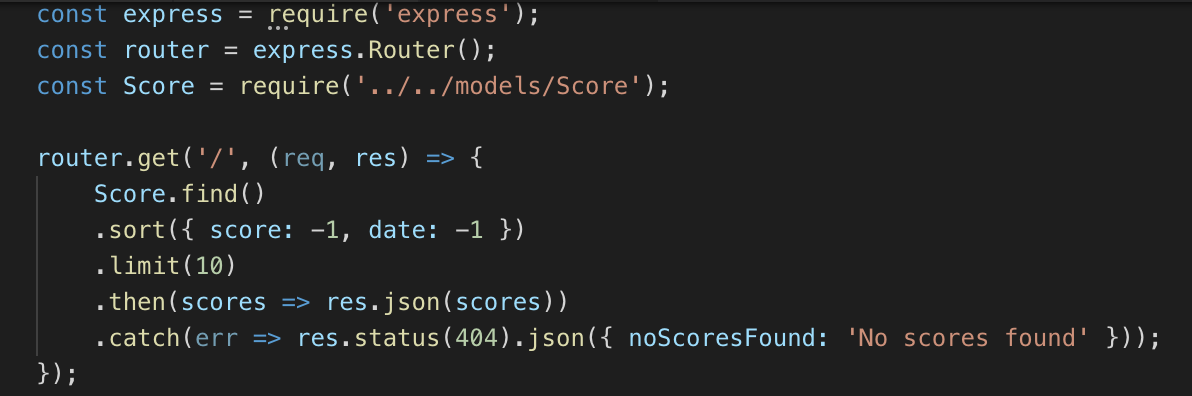 const express = require('express');
const router = express.Router();
const Score = require('../../models/Score');
router.get('/', (req, res) => {
    Score.find()
    .sort({ score: -1, date: -1 })
    .limit(10)
    .then(scores => res.json(scores))
    .catch(err => res.status(404).json({ noScoresFound: 'No scores found' }));
});